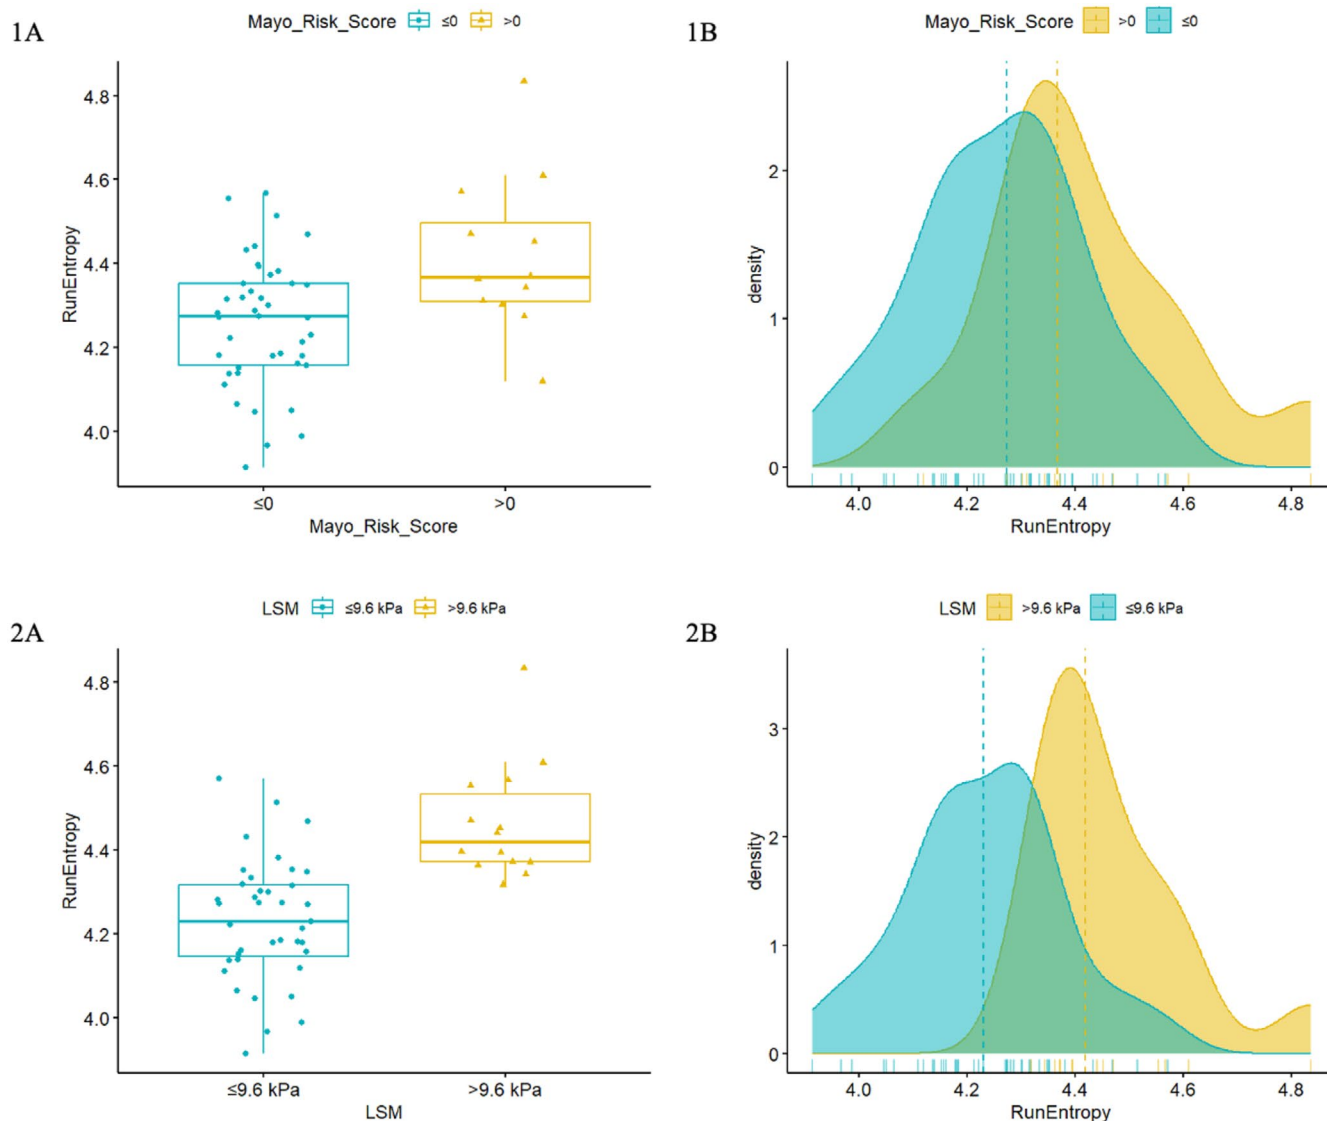 1A
Mayo_Risk_Score ≤0 >0
4.8
4.6
4.4
4.2
4.0
RunEntropy
≤0 >0
Mayo_Risk_Score
1B
Mayo_Risk_Score >0 ≤0
2
1
0
density
4.0 4.2 4.4 4.6 4.8
RunEntropy
2A
LSM ≤9.6 kPa >9.6 kPa
4.8
4.6
4.4
4.2
4.0
RunEntropy
≤9.6 kPa >9.6 kPa
LSM
2B
LSM >9.6 kPa ≤9.6 kPa
3
2
1
0
density
4.0 4.2 4.4 4.6 4.8
RunEntropy